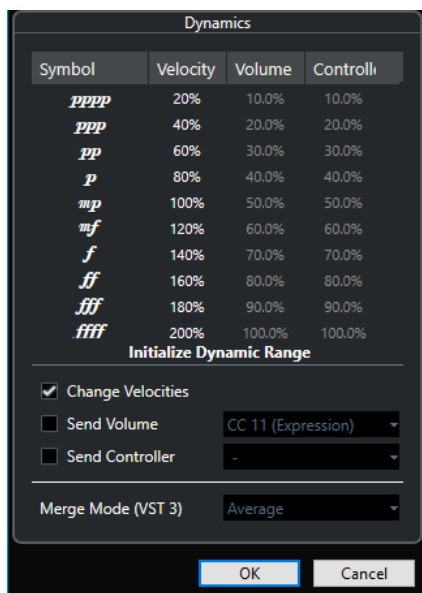 Dynamics
Symbol Velocity Volume Controlle
pppp 20% 10.0% 10.0%
ppp 40% 20.0% 20.0%
pp 60% 30.0% 30.0%
p 80% 40.0% 40.0%
mp 100% 50.0% 50.0%
mf 120% 60.0% 60.0%
f 140% 70.0% 70.0%
ff 160% 80.0% 80.0%
fff 180% 90.0% 90.0%
ffff 200% 100.0% 100.0%
Initialize Dynamic Range
Change Velocities
Send Volume CC 11 (Expression)
Send Controller -
Merge Mode (VST 3) Average
OK Cancel